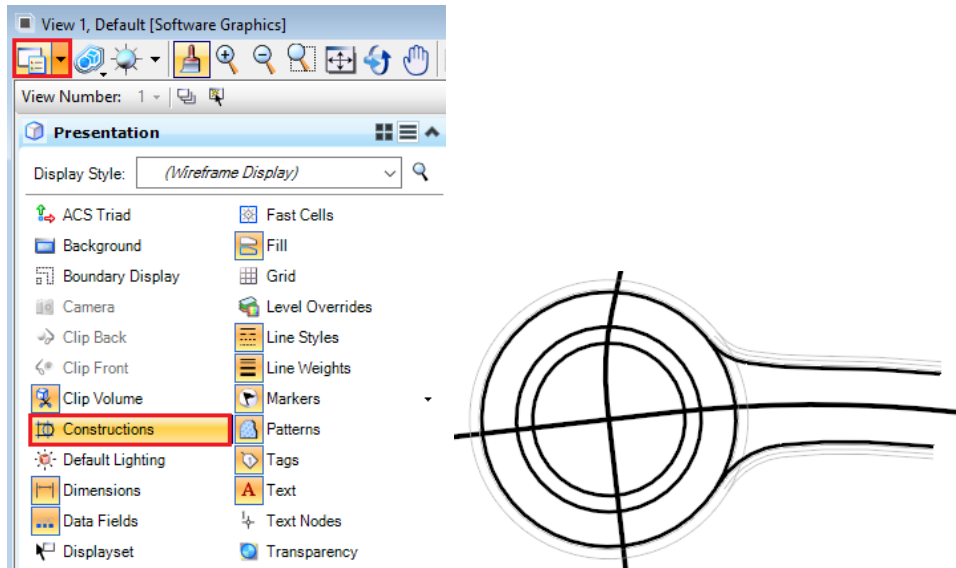 View 1, Default [Software Graphics]
View Number: 1
Presentation
Display Style: (Wireframe Display)
ACS Triad Fast Cells
Background Fill
Boundary Display Grid
Camera Level Overrides
Clip Back Line Styles
Clip Front Line Weights
Clip Volume Markers
Constructions Patterns
Default Lighting Tags
Dimensions A Text
Data Fields Text Nodes
Displayset Transparency